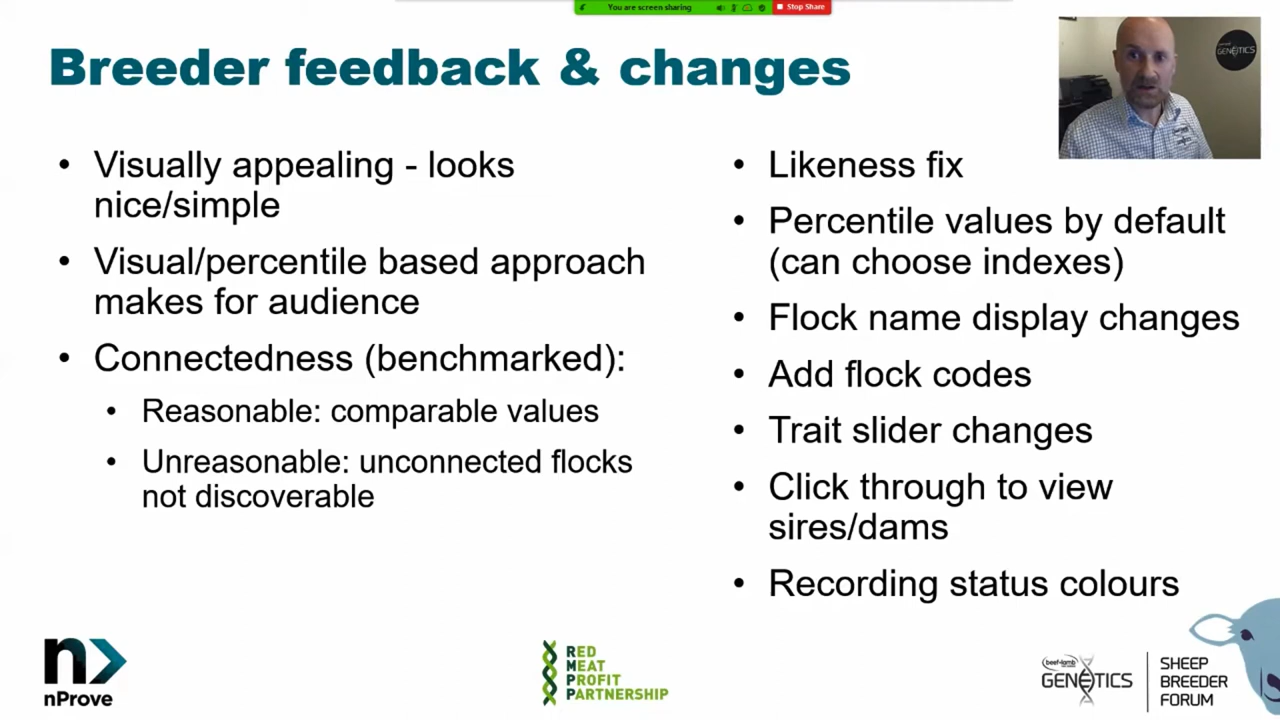 You are screen sharing
Stop Share
GENETICS
Breeder feedback & changes
• Visually appealing - looks
nice/simple
• Visual/percentile based approach
makes for audience
• Connectedness (benchmarked):
• Reasonable: comparable values
• Unreasonable: unconnected flocks
not discoverable
• Likeness fix
• Percentile values by default
(can choose indexes)
• Flock name display changes
• Add flock codes
• Trait slider changes
• Click through to view
sires/dams
• Recording status colours
n
nProve
RED
MEAT
PROFIT
PARTNERSHIP
beef+lamb
GENETICS
SHEEP
BREEDER
FORUM